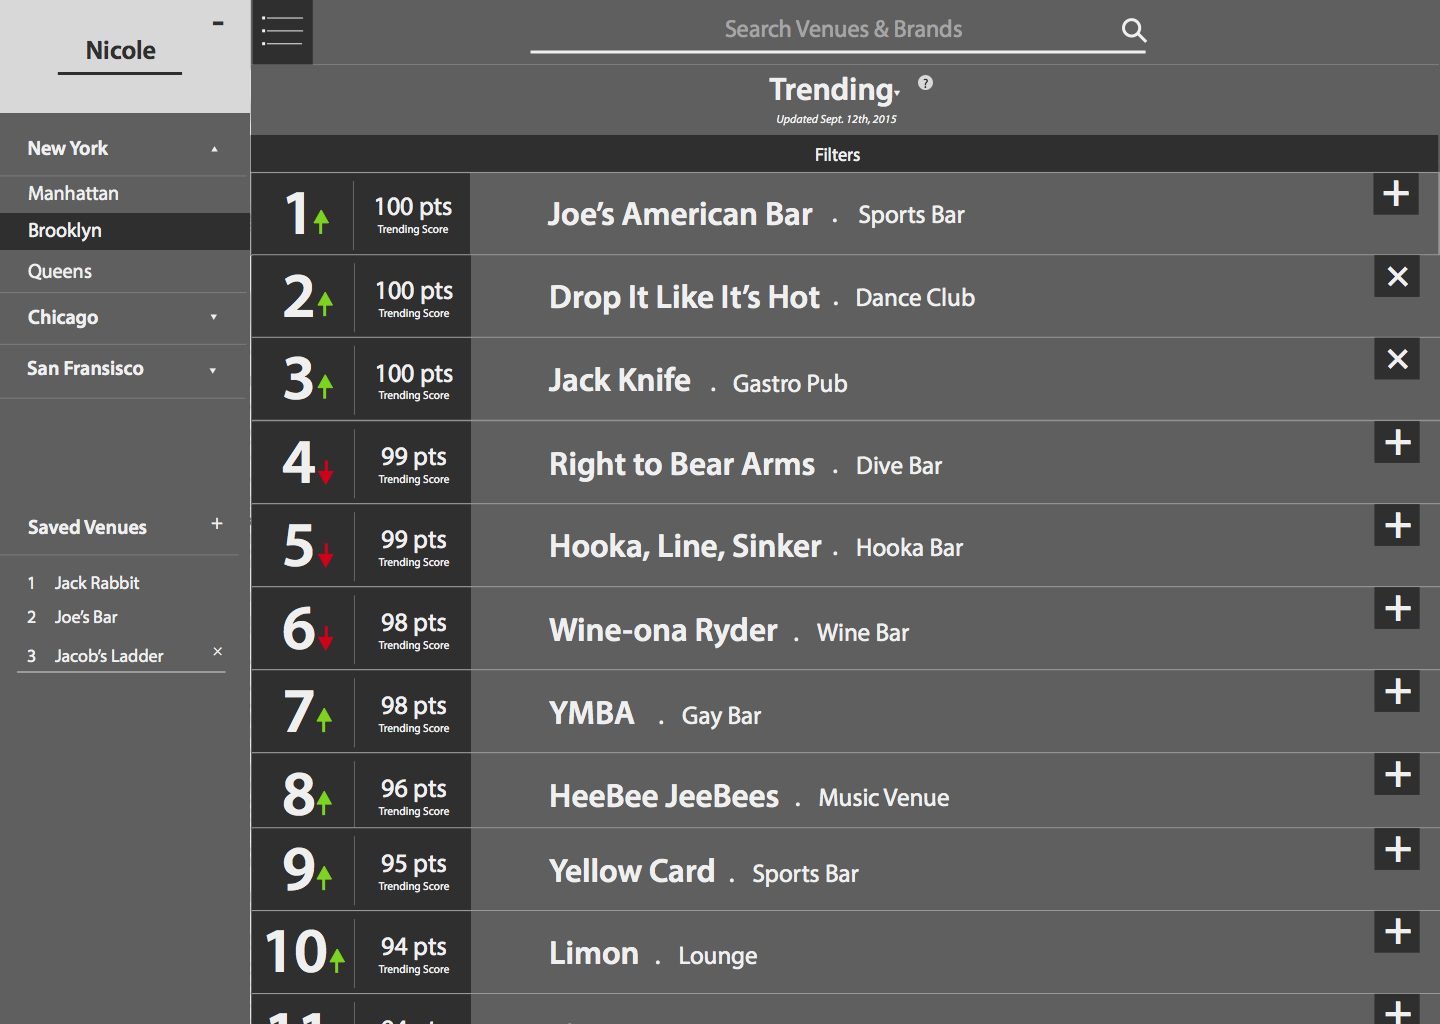 Nicole
New York
Manhattan
Brooklyn
Queens
Chicago
San Fransisco
Saved Venues +
1 Jack Rabbit
2 Joe's Bar
3 Jacob's Ladder ×
Search Venues & Brands
Trending ?
Updated Sept. 12th, 2015
Filters
1 100 pts Joe's American Bar . Sports Bar +
Trending Score
2 100 pts Drop It Like It's Hot . Dance Club ×
Trending Score
3 100 pts Jack Knife . Gastro Pub ×
Trending Score
4 99 pts Right to Bear Arms . Dive Bar +
Trending Score
5 99 pts Hooka, Line, Sinker . Hooka Bar +
Trending Score
6 98 pts Wine-ona Ryder . Wine Bar +
Trending Score
7 98 pts YMBA . Gay Bar +
Trending Score
8 96 pts HeeBee JeeBees . Music Venue +
Trending Score
9 95 pts Yellow Card . Sports Bar +
Trending Score
10 94 pts Limon . Lounge +
Trending Score
11 94 pts +